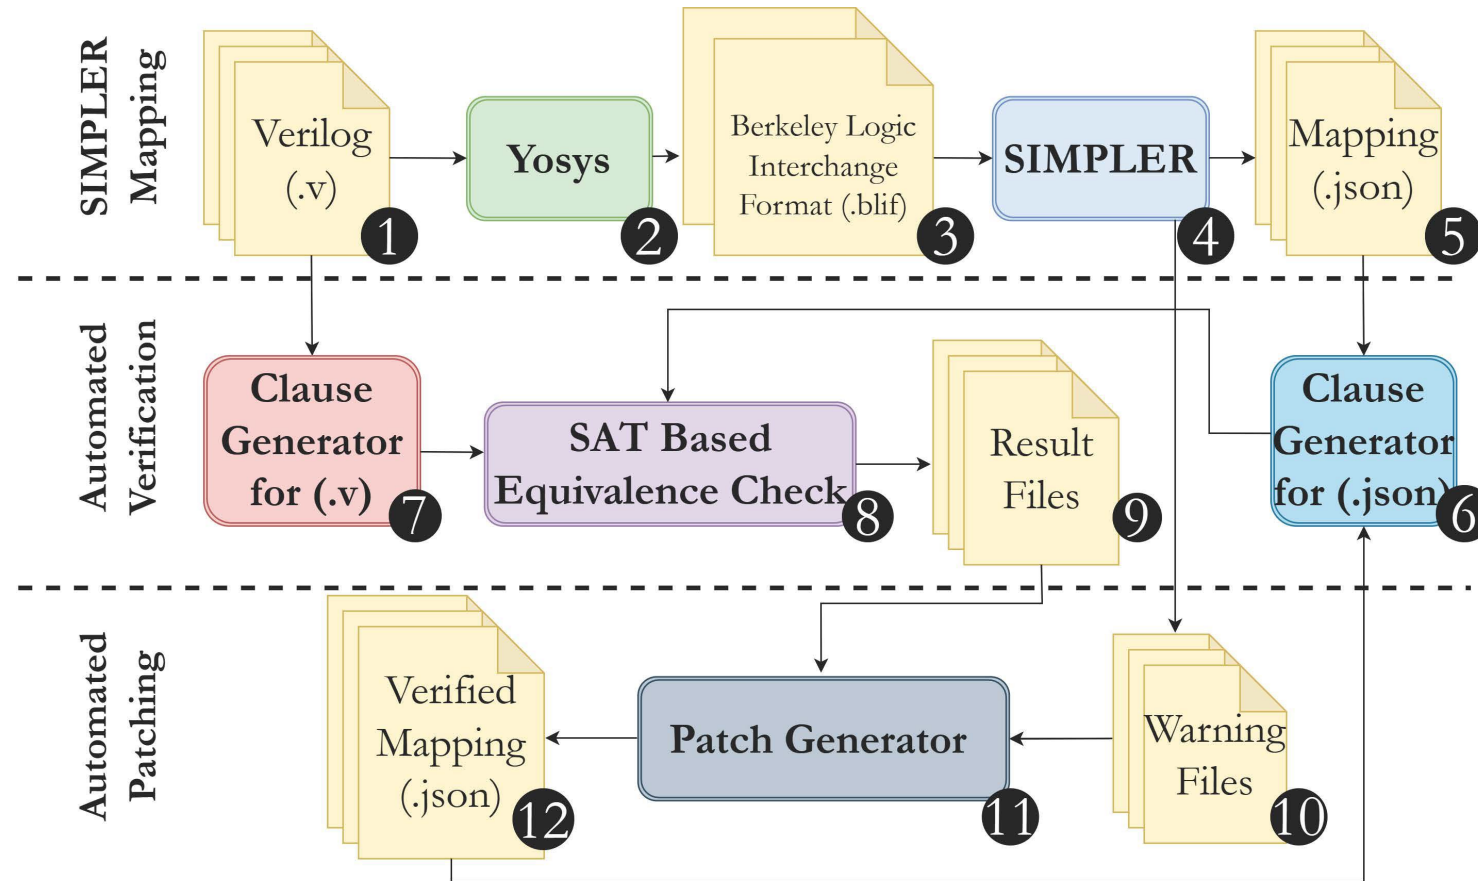 SIMPLER
Mapping
Verilog
(.v)
1
Yosys
2
Berkeley Logic
Interchange
Format (.blif)
3
SIMPLER
4
Mapping
(.json)
5
Automated
Verification
Clause
Generator
for (.v)
7
SAT Based
Equivalence Check
8
Result
Files
9
Clause
Generator
for (.json)
6
Automated
Patching
Verified
Mapping
(.json)
12
Patch Generator
11
Warning
Files
10